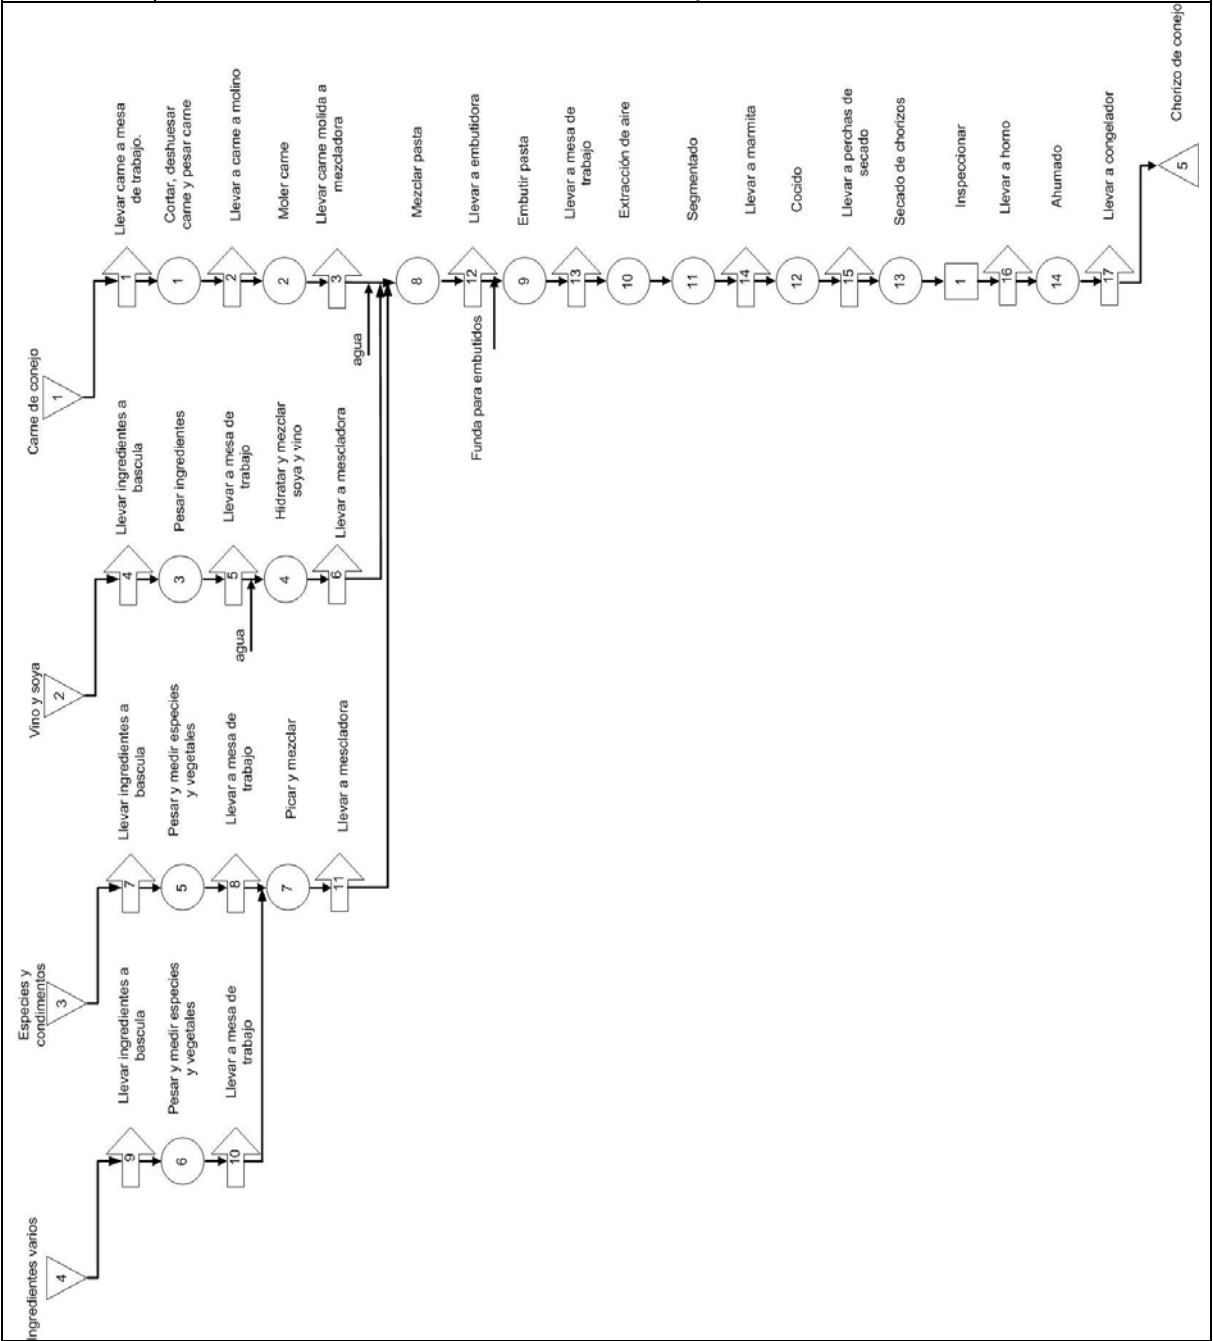 Carne de conejo
1
1
Llevar carne a mesa
de trabajo.
1
Cortar, deshuesar
carne y pesar carne
2
Llevar a carne a molino
2
Moler carne
3
Llevar carne molida a
mezcladora
agua
Vino y soya
2
4
Llevar ingredientes a
bascula
3
Pesar ingredientes
5
Llevar a mesa de
trabajo
agua
4
Hidratar y mezclar
soya y vino
6
Llevar a mescladora
Especies y
condimentos
3
7
Llevar ingredientes a
bascula
5
Pesar y medir especies
y vegetales
8
Llevar a mesa de
trabajo
7
Picar y mezclar
11
Llevar a mescladora
Ingredientes varios
4
9
Llevar ingredientes a
bascula
6
Pesar y medir especies
y vegetales
10
Llevar a mesa de
trabajo
8
Mezclar pasta
12
Llevar a embutidora
Funda para embutidos
9
Embutir pasta
13
Llevar a mesa de
trabajo
10
Extracción de aire
11
Segmentado
14
Llevar a marmita
12
Cocido
15
Llevar a perchas de
secado
13
Secado de chorizos
1
Inspeccionar
16
Llevar a horno
14
Ahumado
17
Llevar a congelador
5
Chorizo de conejo